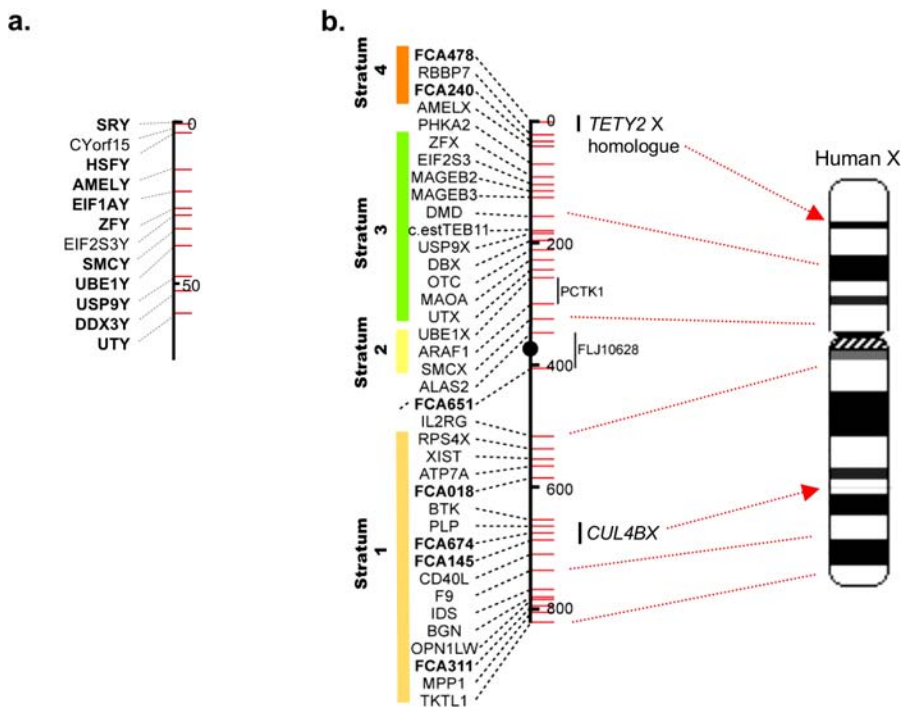 a.
SRY
CYorf15
HSFY
AMELY
EIF1AY
ZFY
EIF2S3Y
SMCY
UBE1Y
USP9Y
DDX3Y
UTY
0
50
b.
Stratum 4
Stratum 3
Stratum 2
Stratum 1
FCA478
RBBP7
FCA240
AMELX
PHKA2
ZFX
EIF2S3
MAGEB2
MAGEB3
DMD
c.estTEB11
USP9X
DBX
OTC
MAOA
UTX
UBE1X
ARAF1
SMCX
ALAS2
FCA651
IL2RG
RPS4X
XIST
ATP7A
FCA018
BTK
PLP
FCA674
FCA145
CD40L
F9
IDS
BGN
OPN1LW
FCA311
MPP1
TKTL1
0
200
400
600
800
TETY2 X
homologue
PCTK1
FLJ10628
CUL4BX
Human X